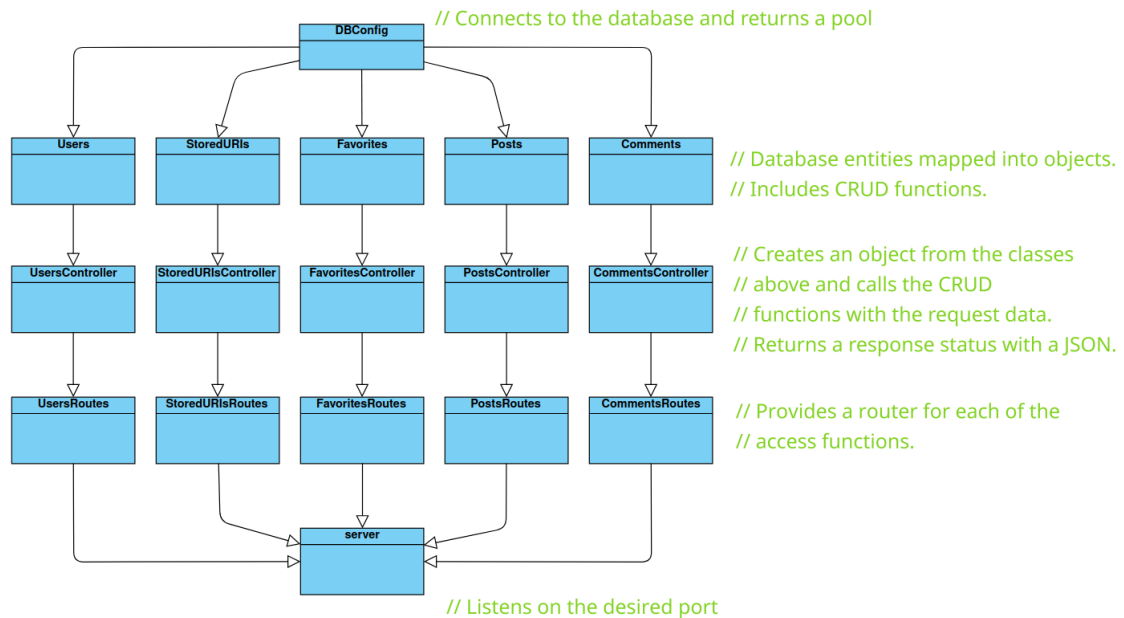 // Connects to the database and returns a pool
DBConfig
Users
StoredURIs
Favorites
Posts
Comments
// Database entities mapped into objects.
// Includes CRUD functions.
UsersController
StoredURIsController
FavoritesController
PostsController
CommentsController
// Creates an object from the classes
// above and calls the CRUD
// functions with the request data.
// Returns a response status with a JSON.
UsersRoutes
StoredURIsRoutes
FavoritesRoutes
PostsRoutes
CommentsRoutes
// Provides a router for each of the
// access functions.
server
// Listens on the desired port